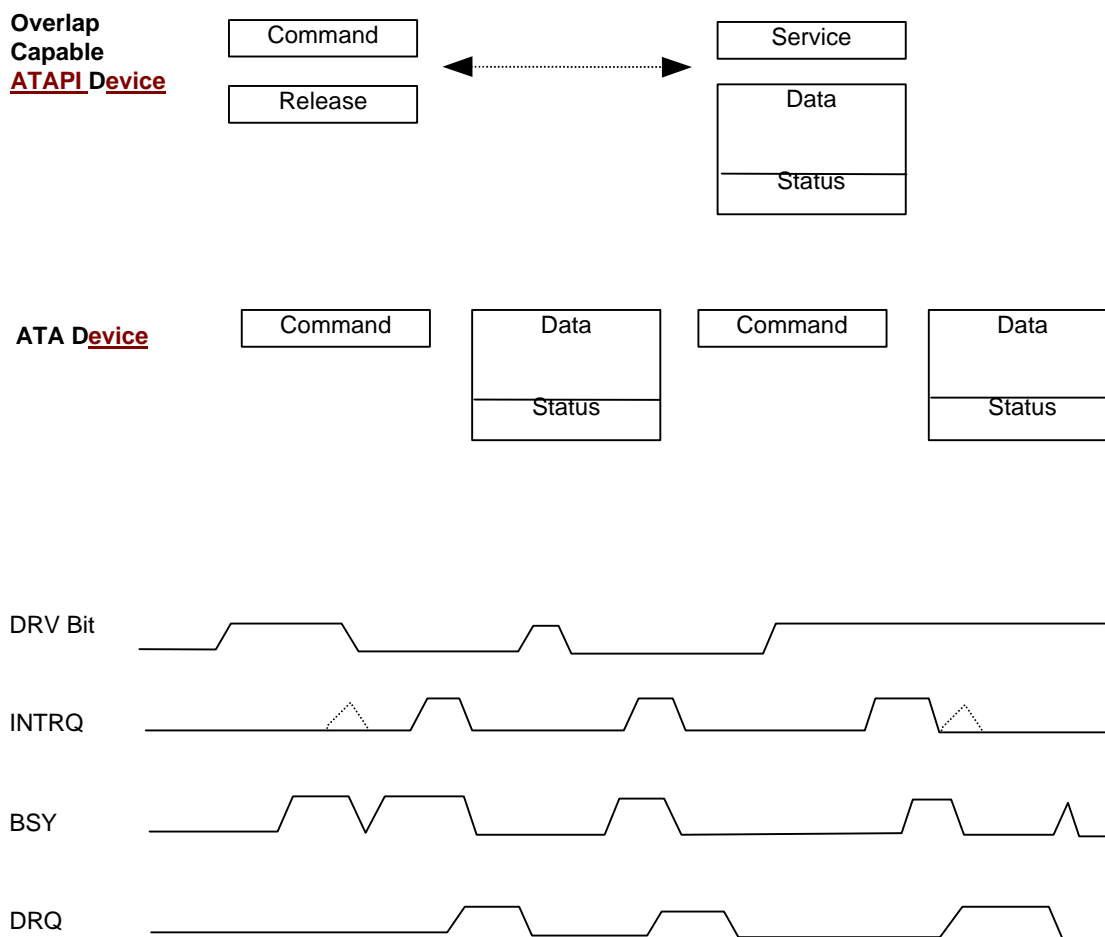 Overlap
Capable
ATAPI Device
Command
Release
Service
Data
Status
ATA Device
Command
Data
Status
Command
Data
Status
DRV Bit
INTRQ
BSY
DRQ